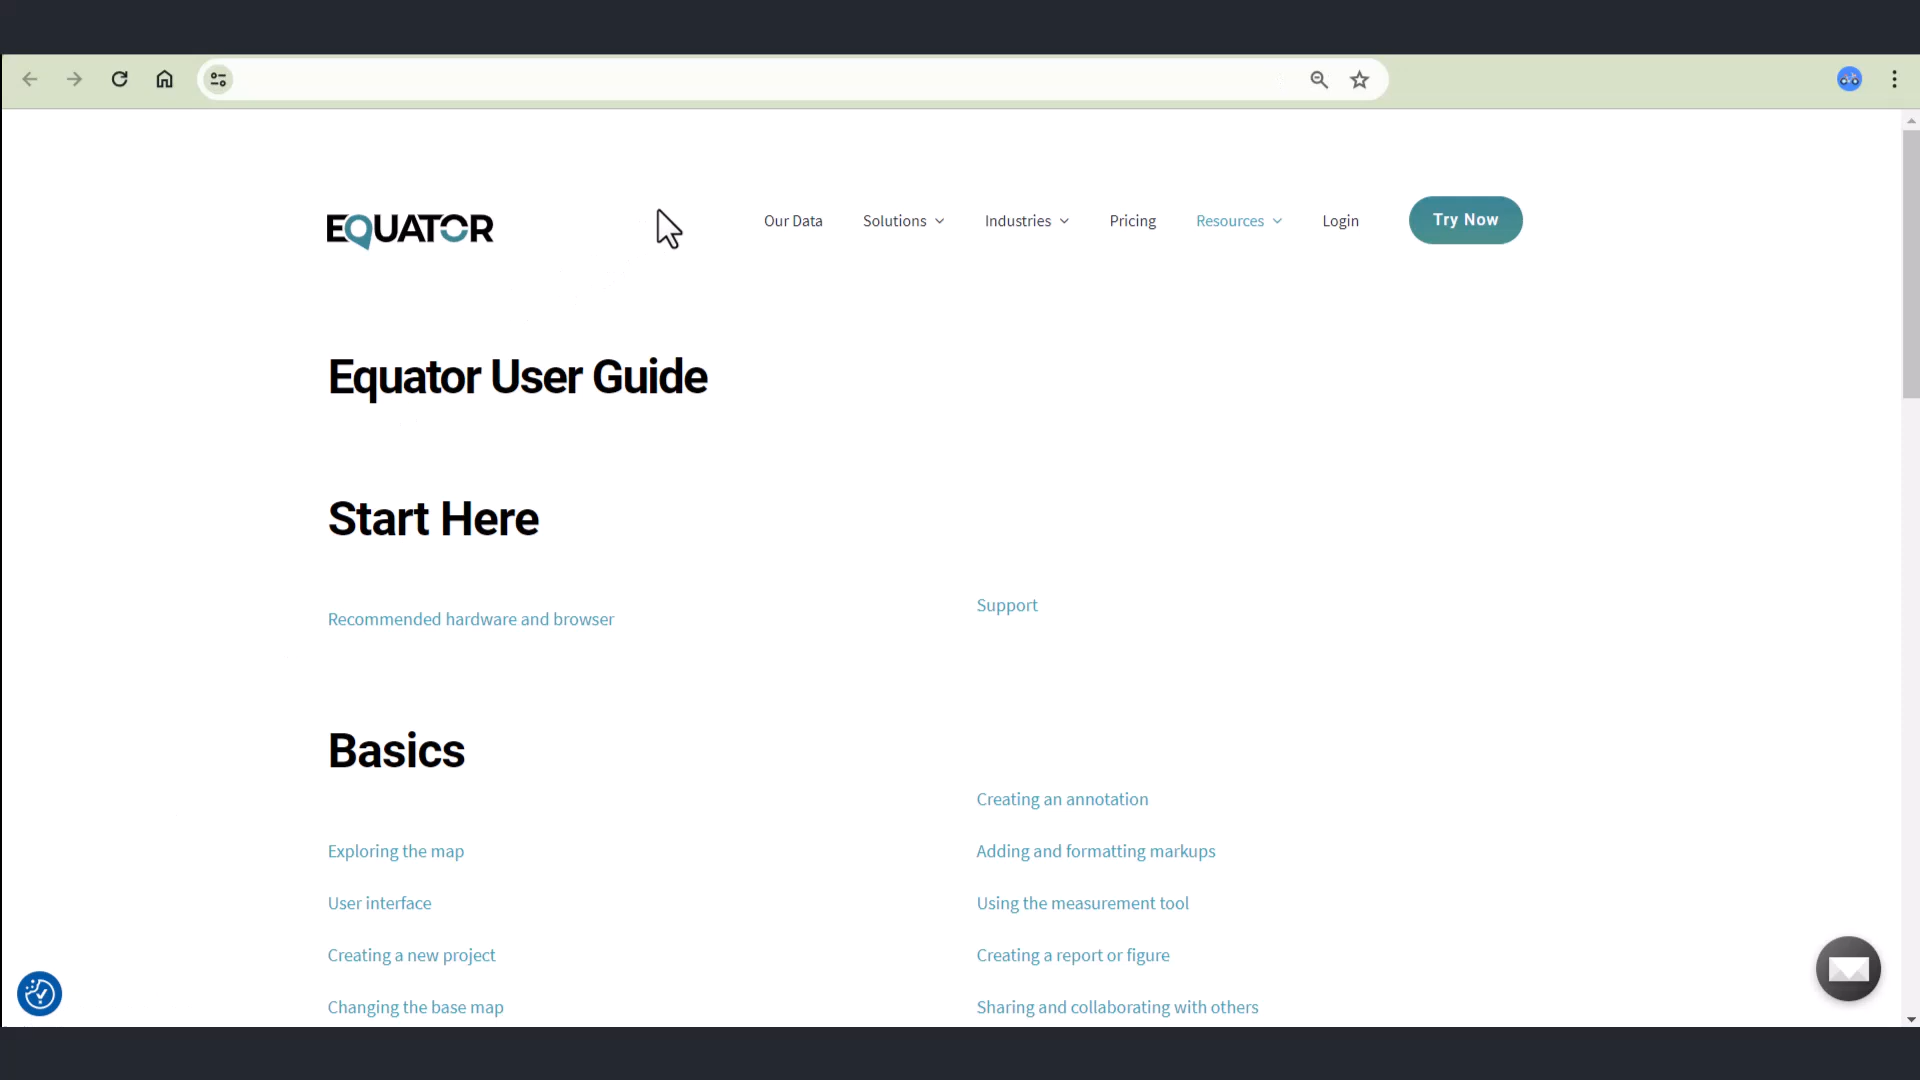 EQUATOR
Our Data
Solutions
Industries
Pricing
Resources
Login
Try Now
Equator User Guide
Start Here
Recommended hardware and browser
Support
Basics
Exploring the map
User interface
Creating a new project
Changing the base map
Creating an annotation
Adding and formatting markups
Using the measurement tool
Creating a report or figure
Sharing and collaborating with others